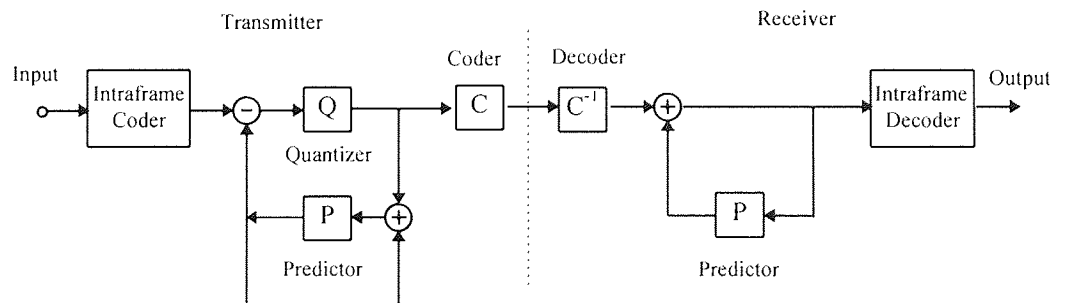 Transmitter
Receiver
Input
Intraframe
Coder
−
Q
Quantizer
Coder
C
Decoder
C⁻¹
+
Intraframe
Decoder
Output
P
+
Predictor
P
Predictor